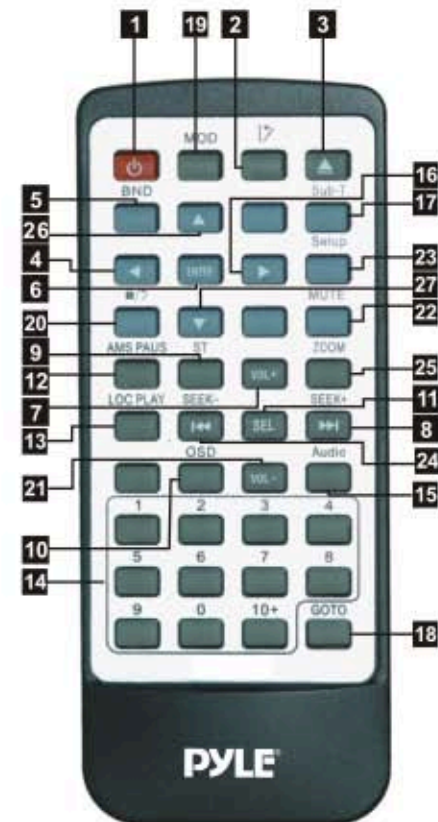 1 19 2 3
MOD
BND Sub-T
5 16
26 17
Setup
4 ENTER 23
6 27
MUTE
20 22
AMS PAUS ST ZOOM
9 VOL+ 25
12 11
LOC PLAY SEEK- SEEK+
7 SEL 8
13 24
OSD Audio
21 VOL- 15
1 2 3 4
10
5 6 7 8
14
9 0 10+ GOTO
18
PYLE